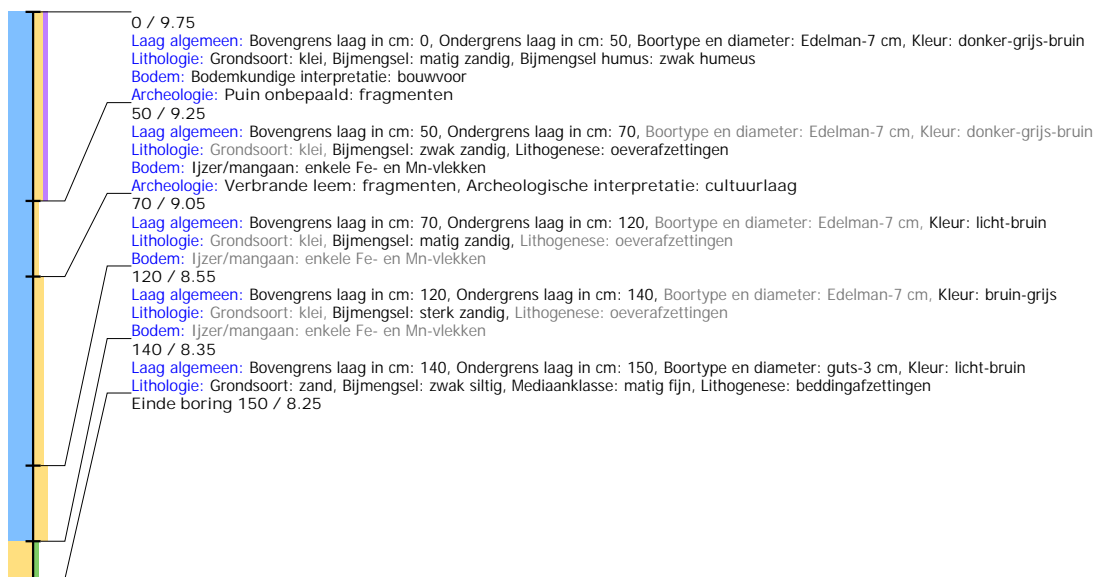 0 / 9.75
Laag algemeen: Bovengrens laag in cm: 0, Ondergrens laag in cm: 50, Boortype en diameter: Edelman-7 cm, Kleur: donker-grijs-bruin
Lithologie: Grondsoort: klei, Bijmengsel: matig zandig, Bijmengsel humus: zwak humeus
Bodem: Bodemkundige interpretatie: bouwvoor
Archeologie: Puin onbepaald: fragmenten
50 / 9.25
Laag algemeen: Bovengrens laag in cm: 50, Ondergrens laag in cm: 70, Boortype en diameter: Edelman-7 cm, Kleur: donker-grijs-bruin
Lithologie: Grondsoort: klei, Bijmengsel: zwak zandig, Lithogenese: oeverafzettingen
Bodem: Ijzer/mangaan: enkele Fe- en Mn-vlekken
Archeologie: Verbrande leem: fragmenten, Archeologische interpretatie: cultuurlaag
70 / 9.05
Laag algemeen: Bovengrens laag in cm: 70, Ondergrens laag in cm: 120, Boortype en diameter: Edelman-7 cm, Kleur: licht-bruin
Lithologie: Grondsoort: klei, Bijmengsel: matig zandig, Lithogenese: oeverafzettingen
Bodem: Ijzer/mangaan: enkele Fe- en Mn-vlekken
120 / 8.55
Laag algemeen: Bovengrens laag in cm: 120, Ondergrens laag in cm: 140, Boortype en diameter: Edelman-7 cm, Kleur: bruin-grijs
Lithologie: Grondsoort: klei, Bijmengsel: sterk zandig, Lithogenese: oeverafzettingen
Bodem: Ijzer/mangaan: enkele Fe- en Mn-vlekken
140 / 8.35
Laag algemeen: Bovengrens laag in cm: 140, Ondergrens laag in cm: 150, Boortype en diameter: guts-3 cm, Kleur: licht-bruin
Lithologie: Grondsoort: zand, Bijmengsel: zwak siltig, Mediaanklasse: matig fijn, Lithogenese: beddingafzettingen
Einde boring 150 / 8.25